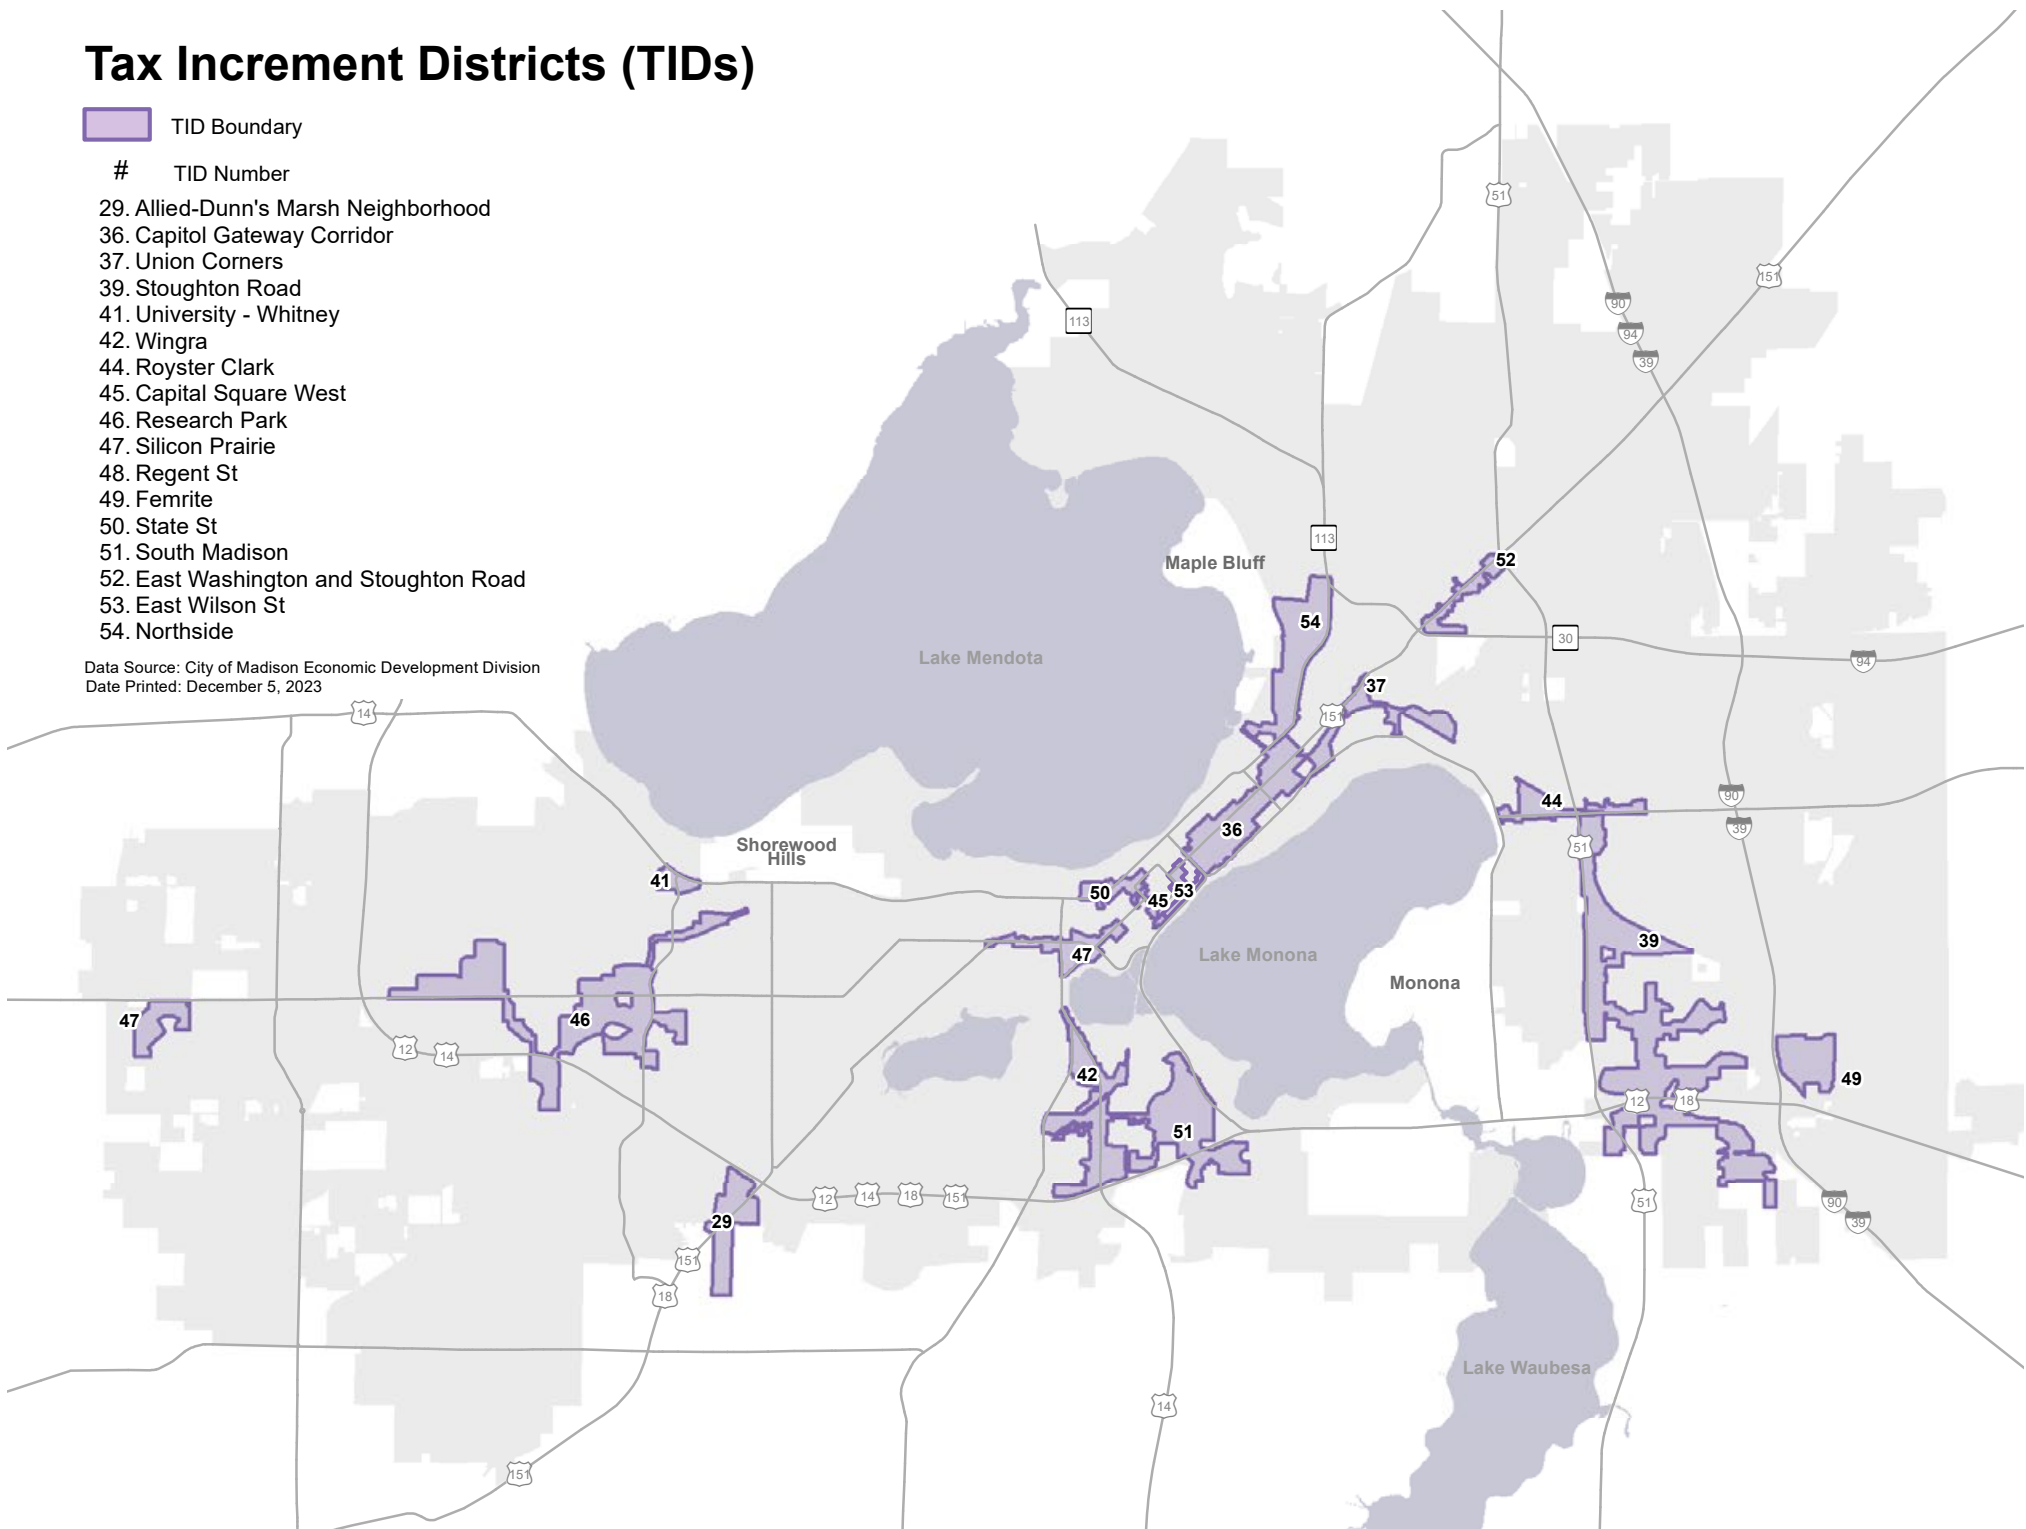 Tax Increment Districts (TIDs)
TID Boundary
# TID Number
29. Allied-Dunn's Marsh Neighborhood
36. Capitol Gateway Corridor
37. Union Corners
39. Stoughton Road
41. University - Whitney
42. Wingra
44. Royster Clark
45. Capital Square West
46. Research Park
47. Silicon Prairie
48. Regent St
49. Femrite
50. State St
51. South Madison
52. East Washington and Stoughton Road
53. East Wilson St
54. Northside
Data Source: City of Madison Economic Development Division
Date Printed: December 5, 2023
51
151
90
94
39
113
113
Maple Bluff
52
54
30
Lake Mendota
94
37
14
151
90
44
39
36
51
Shorewood
Hills
41
50
53
45
39
47
Lake Monona
Monona
47
46
12
14
42
49
12
18
51
12
14
18
151
51
90
39
29
151
18
Lake Waubesa
14
151